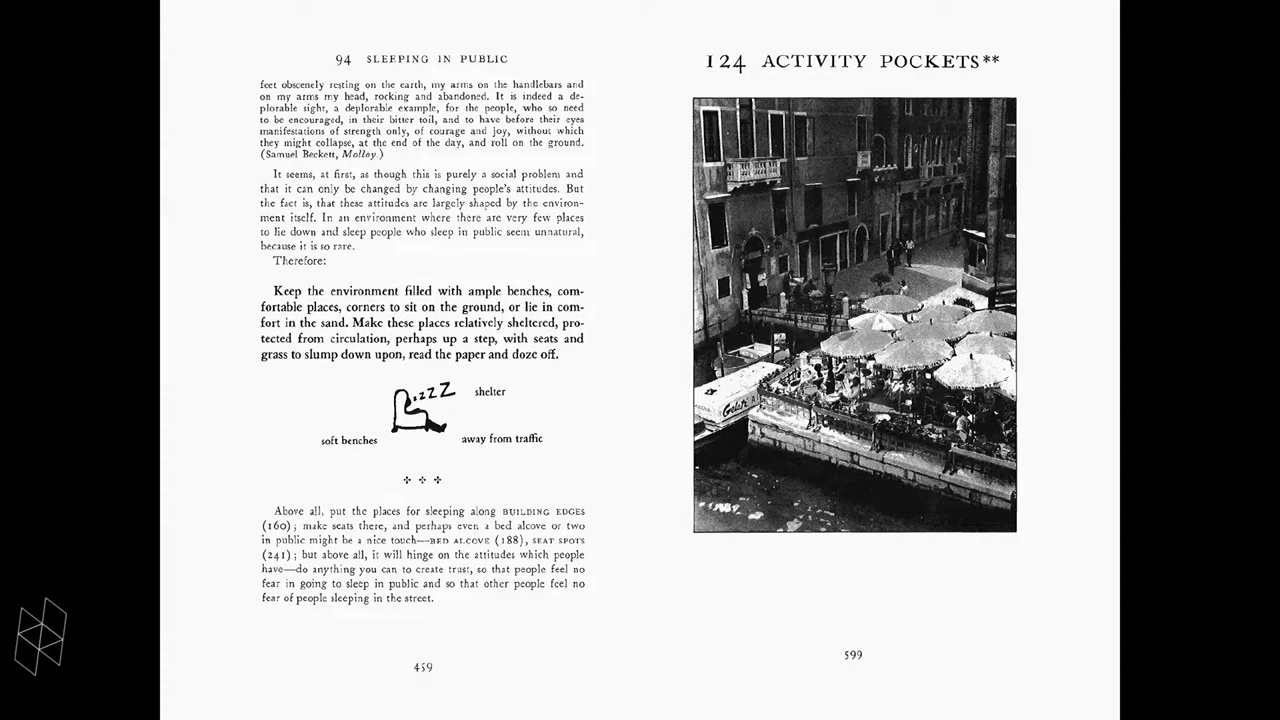 94 SLEEPING IN PUBLIC
feet obscenely resting on the earth, my arms on the handlebars and
on my arms my head, rocking and abandoned. It is indeed a de-
plorable sight, a deplorable example, for the people, who so need
to be encouraged, in their bitter toil, and to have before their eyes
manifestations of strength only, of courage and joy, without which
they might collapse, at the end of the day, and roll on the ground.
(Samuel Beckett, Molloy.)
It seems, at first, as though this is purely a social problem and
that it can only be changed by changing people's attitudes. But
the fact is, that these attitudes are largely shaped by the environ-
ment itself. In an environment where there are very few places
to lie down and sleep people who sleep in public seem unnatural,
because it is so rare.
Therefore:
Keep the environment filled with ample benches, com-
fortable places, corners to sit on the ground, or lie in com-
fort in the sand. Make these places relatively sheltered, pro-
tected from circulation, perhaps up a step, with seats and
grass to slump down upon, read the paper and doze off.
zzZZ shelter
soft benches away from traffic
Above all, put the places for sleeping along BUILDING EDGES
(160); make seats there, and perhaps even a bed alcove or two
in public might be a nice touch—BED ALCOVE (188), SEAT SPOTS
(241); but above all, it will hinge on the attitudes which people
have—do anything you can to create trust, so that people feel no
fear in going to sleep in public and so that other people feel no
fear of people sleeping in the street.
459
124 ACTIVITY POCKETS**
Gelati
599